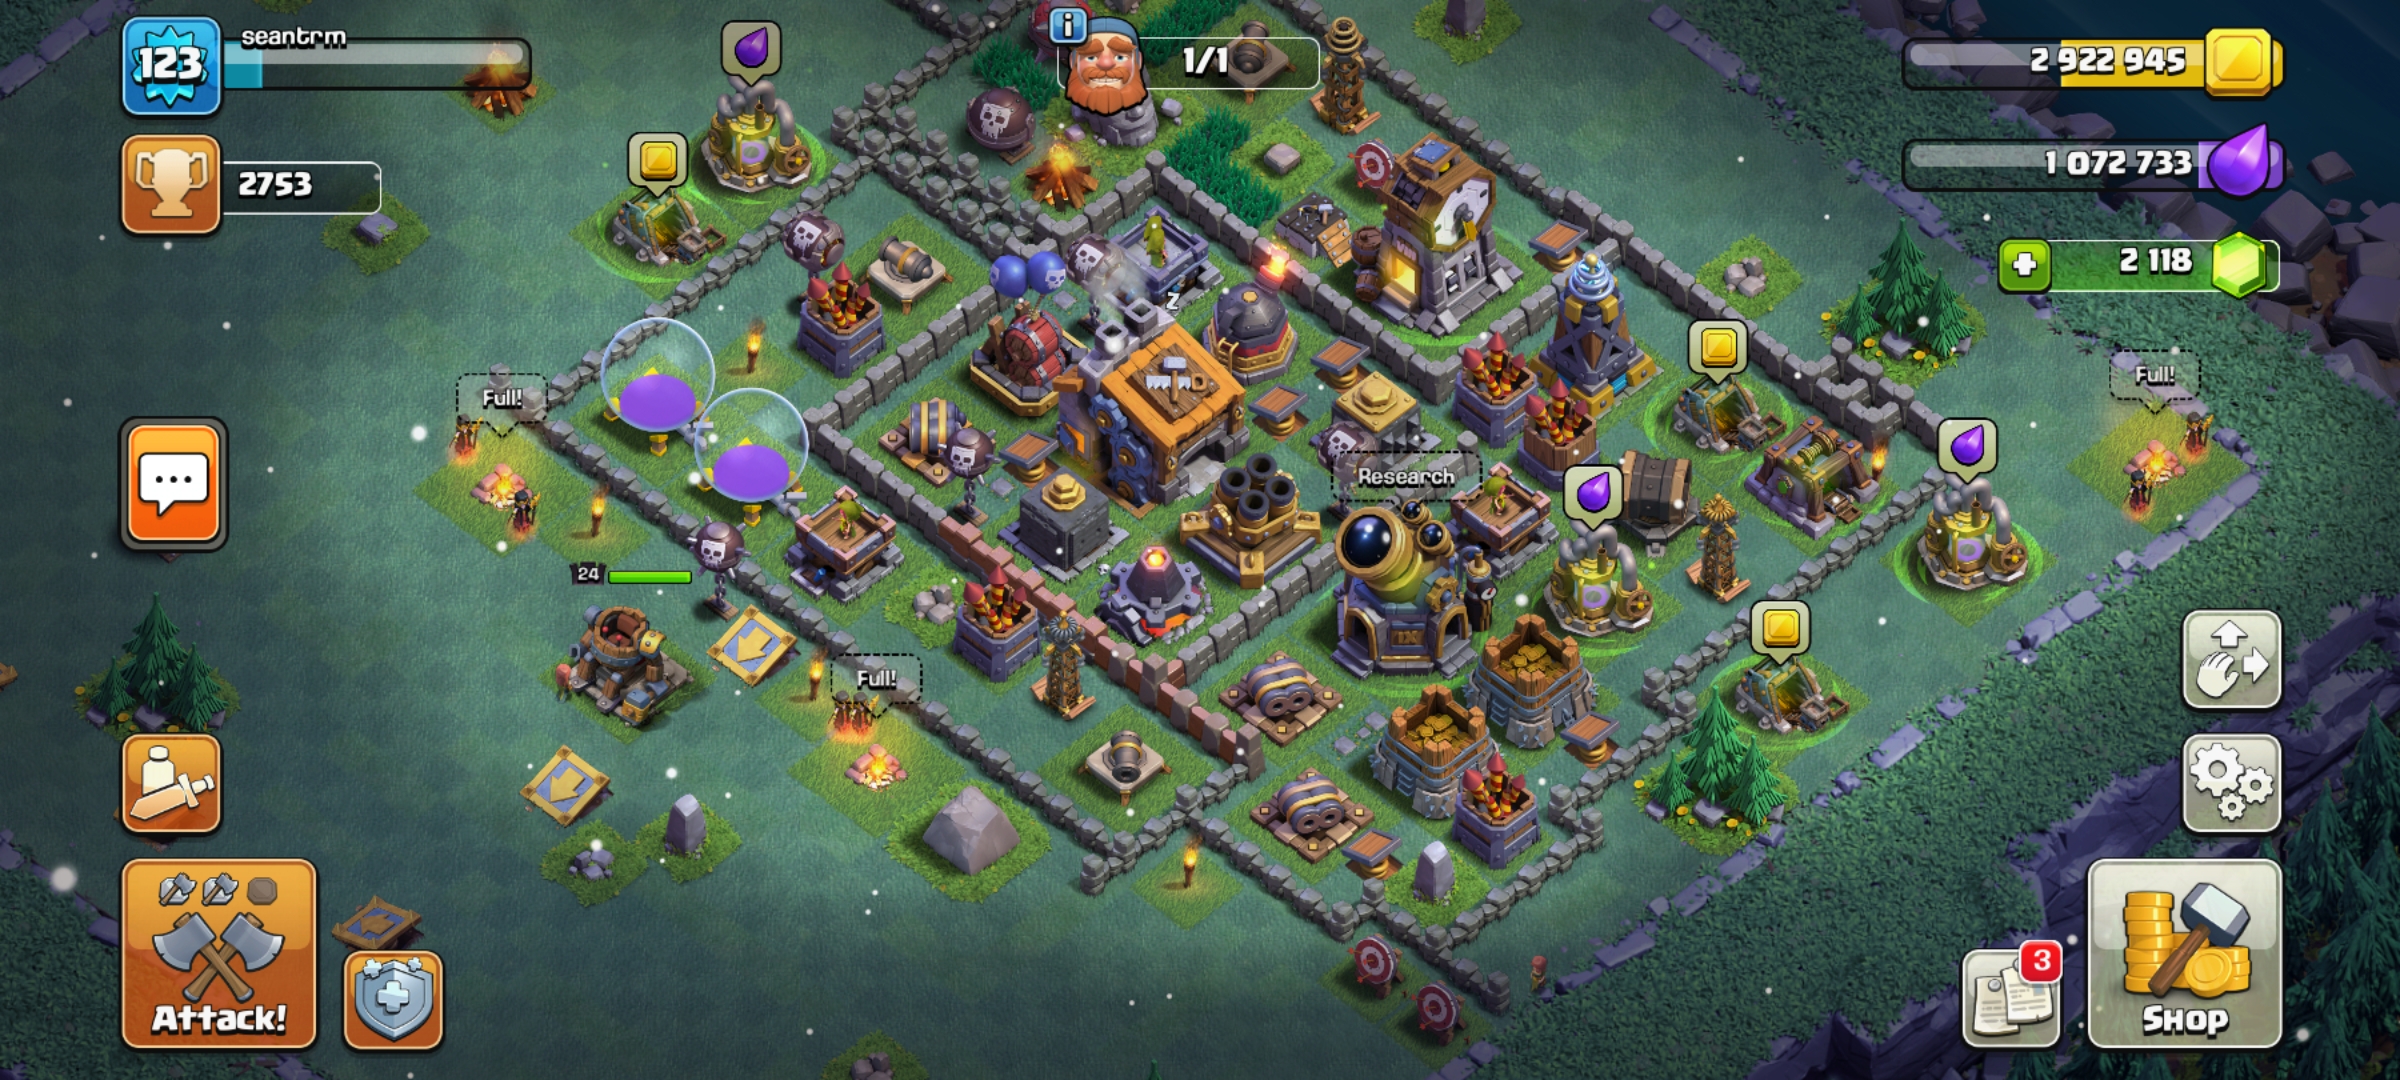 seantrm
123
1/1
2 922 945
2753
1 072 733
2 118
Full!
Full!
Research
24
Full!
Attack!
3
Shop